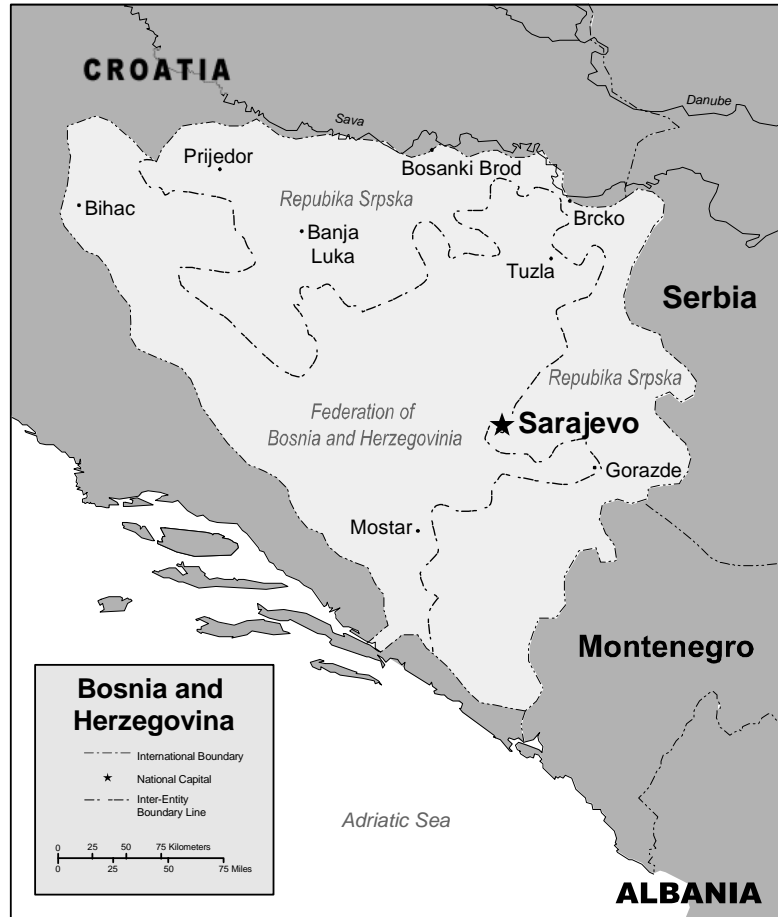 CROATIA
Danube
Sava
Prijedor
Bosanki Brod
Repubika Srpska
Bihac
Brcko
Banja
Luka
Tuzla
Serbia
Repubika Srpska
Federation of
Bosnia and Herzegovinia
Sarajevo
Gorazde
Mostar
Montenegro
Bosnia and
Herzegovina
International Boundary
National Capital
Inter-Entity
Boundary Line
0 25 50 75 Kilometers
0 25 50 75 Miles
Adriatic Sea
ALBANIA